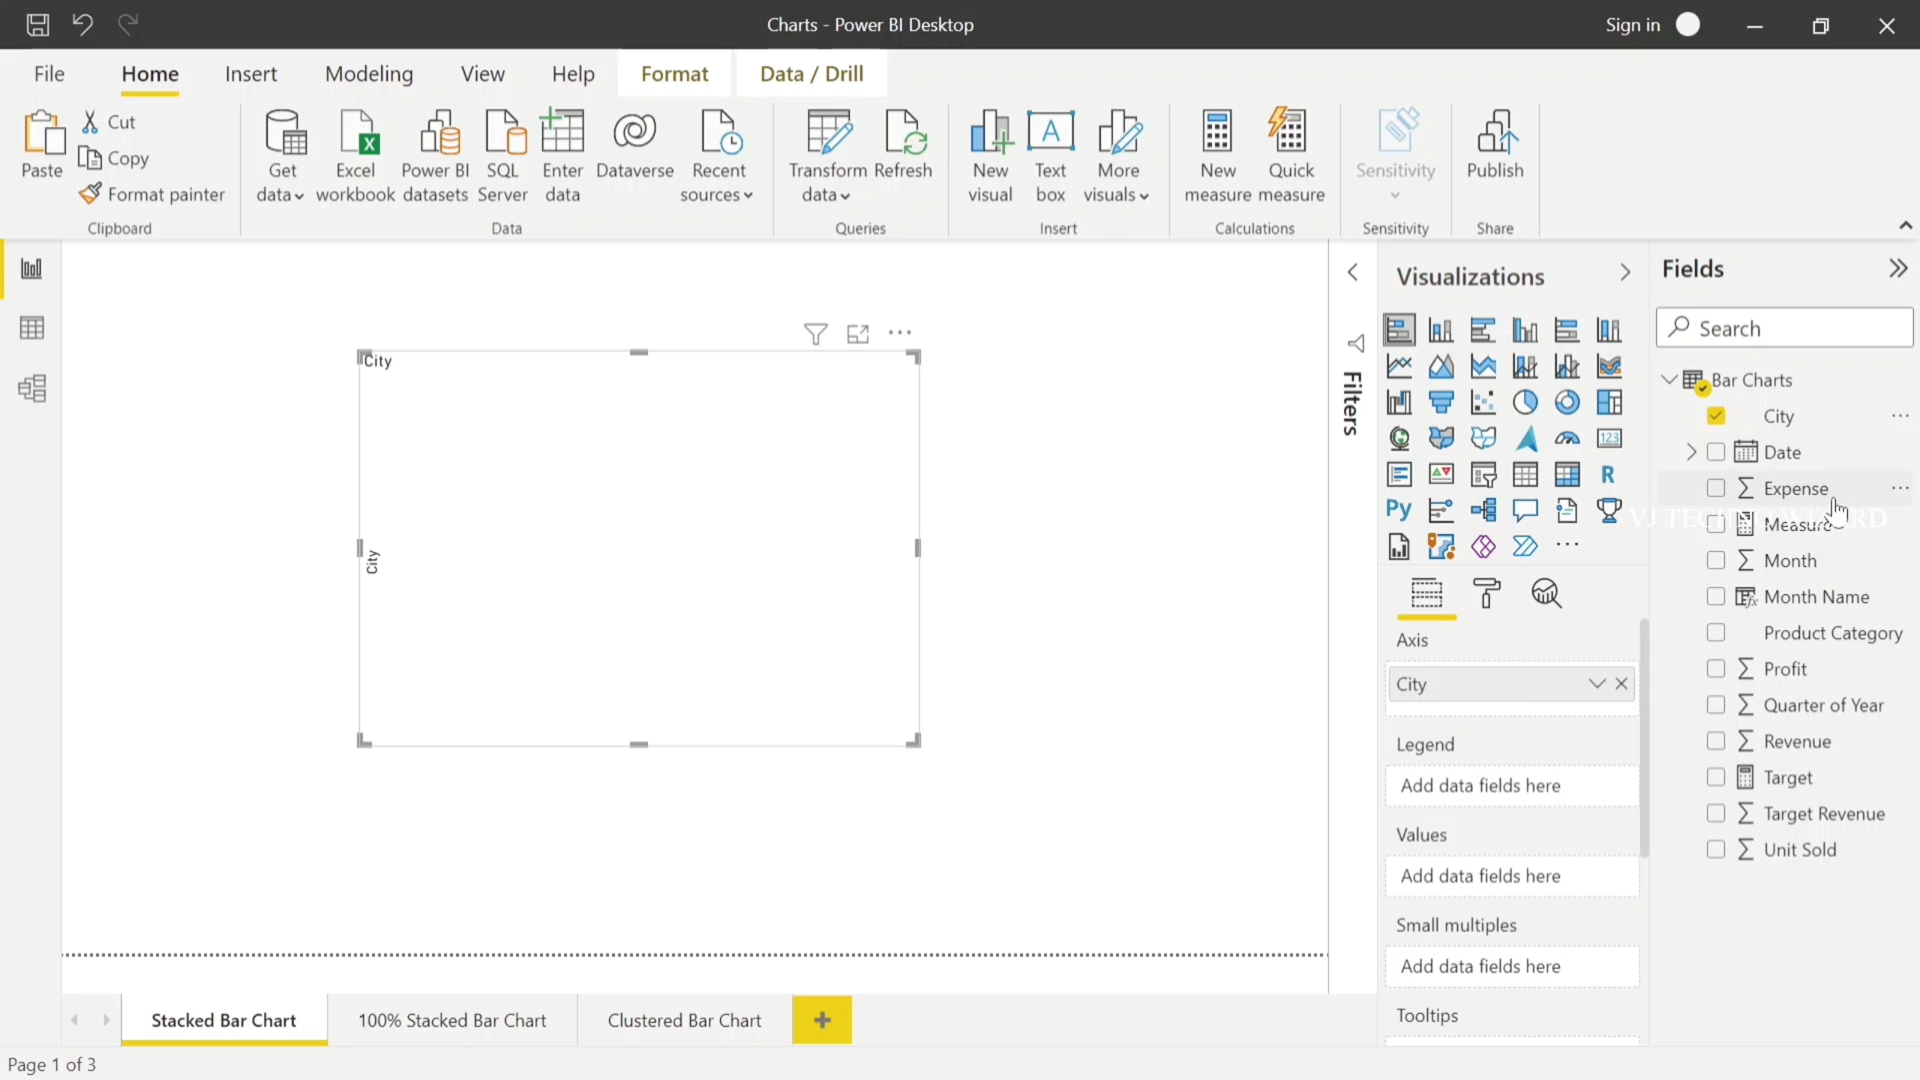 Charts - Power BI Desktop
Sign in
File Home Insert Modeling View Help Format Data / Drill
Paste
Cut
Copy
Format painter
Clipboard
Get data
Excel workbook
Power BI datasets
SQL Server
Enter data
Dataverse
Recent sources
Data
Transform data
Refresh
Queries
New visual
Text box
More visuals
Insert
New measure
Quick measure
Calculations
Sensitivity
Sensitivity
Publish
Share
City
City
Filters
Visualizations
123
R
Py
Axis
City
Legend
Add data fields here
Values
Add data fields here
Small multiples
Add data fields here
Tooltips
Fields
Search
Bar Charts
City
Date
Expense
Measure
Month
Month Name
Product Category
Profit
Quarter of Year
Revenue
Target
Target Revenue
Unit Sold
Stacked Bar Chart
100% Stacked Bar Chart
Clustered Bar Chart
Page 1 of 3